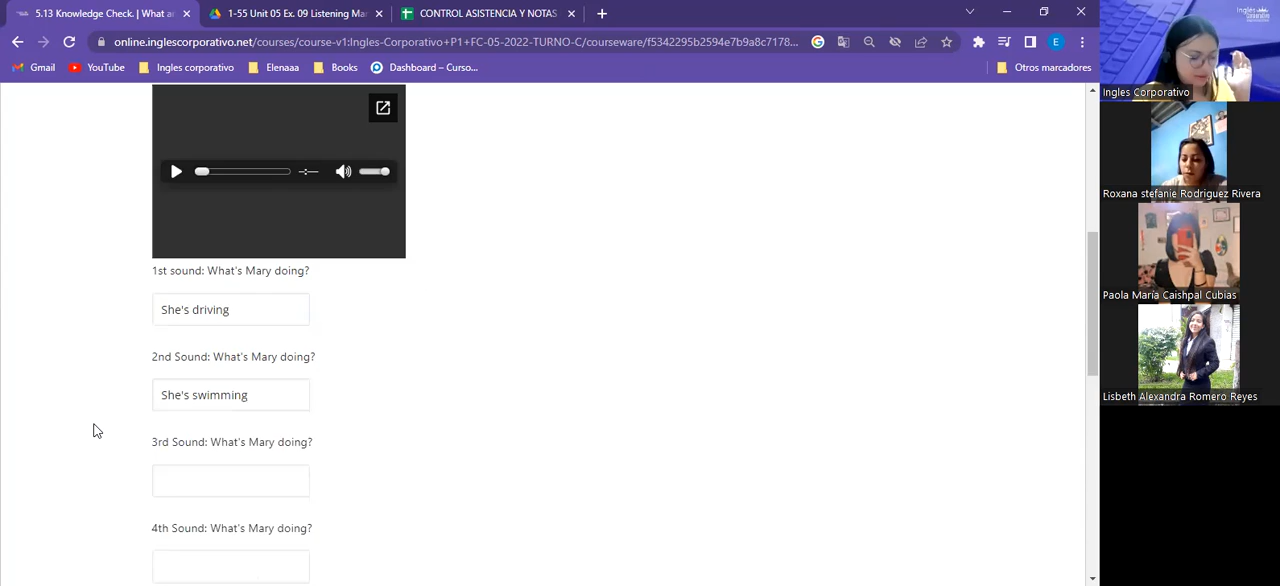 5.13 Knowledge Check. | What an
1-55 Unit 05 Ex. 09 Listening Mar
CONTROL ASISTENCIA Y NOTAS
online.inglescorporativo.net/courses/course-v1:Ingles-Corporativo+P1+FC-05-2022-TURNO-C/courseware/f5342295b2594e7b9a8c7178...
Gmail
YouTube
Ingles corporativo
Elenaaa
Books
Dashboard – Curso...
Otros marcadores
E
1st sound: What's Mary doing?
She's driving
2nd Sound: What's Mary doing?
She's swimming
3rd Sound: What's Mary doing?
4th Sound: What's Mary doing?
Ingles Corporativo
Roxana stefanie Rodriguez Rivera
Paola María Caishpal Cubias
Lisbeth Alexandra Romero Reyes